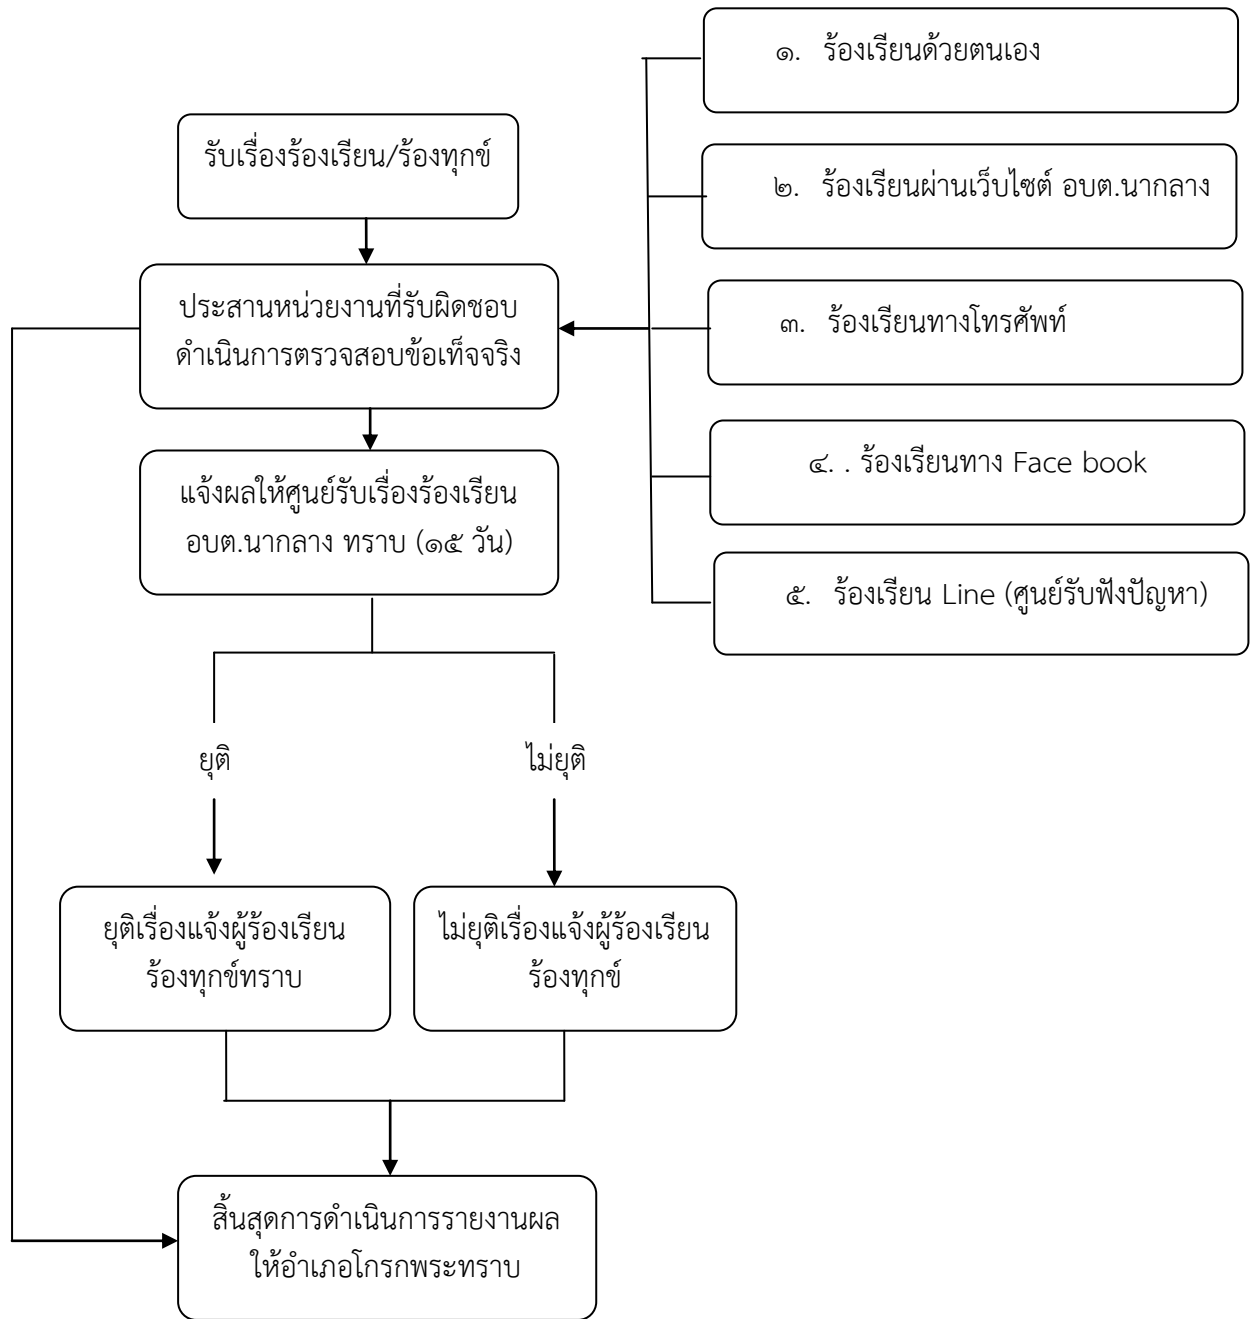 รับเรื่องร้องเรียน/ร้องทุกข์
ประสานหน่วยงานที่รับผิดชอบ
ดำเนินการตรวจสอบข้อเท็จจริง
แจ้งผลให้ศูนย์รับเรื่องร้องเรียน
อบต.นากลาง ทราบ (๑๕ วัน)
ยุติ
ไม่ยุติ
ยุติเรื่องแจ้งผู้ร้องเรียน
ร้องทุกข์ทราบ
ไม่ยุติเรื่องแจ้งผู้ร้องเรียน
ร้องทุกข์
สิ้นสุดการดำเนินการรายงานผล
ให้อำเภอโกรกพระทราบ
๑. ร้องเรียนด้วยตนเอง
๒. ร้องเรียนผ่านเว็บไซต์ อบต.นากลาง
๓. ร้องเรียนทางโทรศัพท์
๔. . ร้องเรียนทาง Face book
๕. ร้องเรียน Line (ศูนย์รับฟังปัญหา)